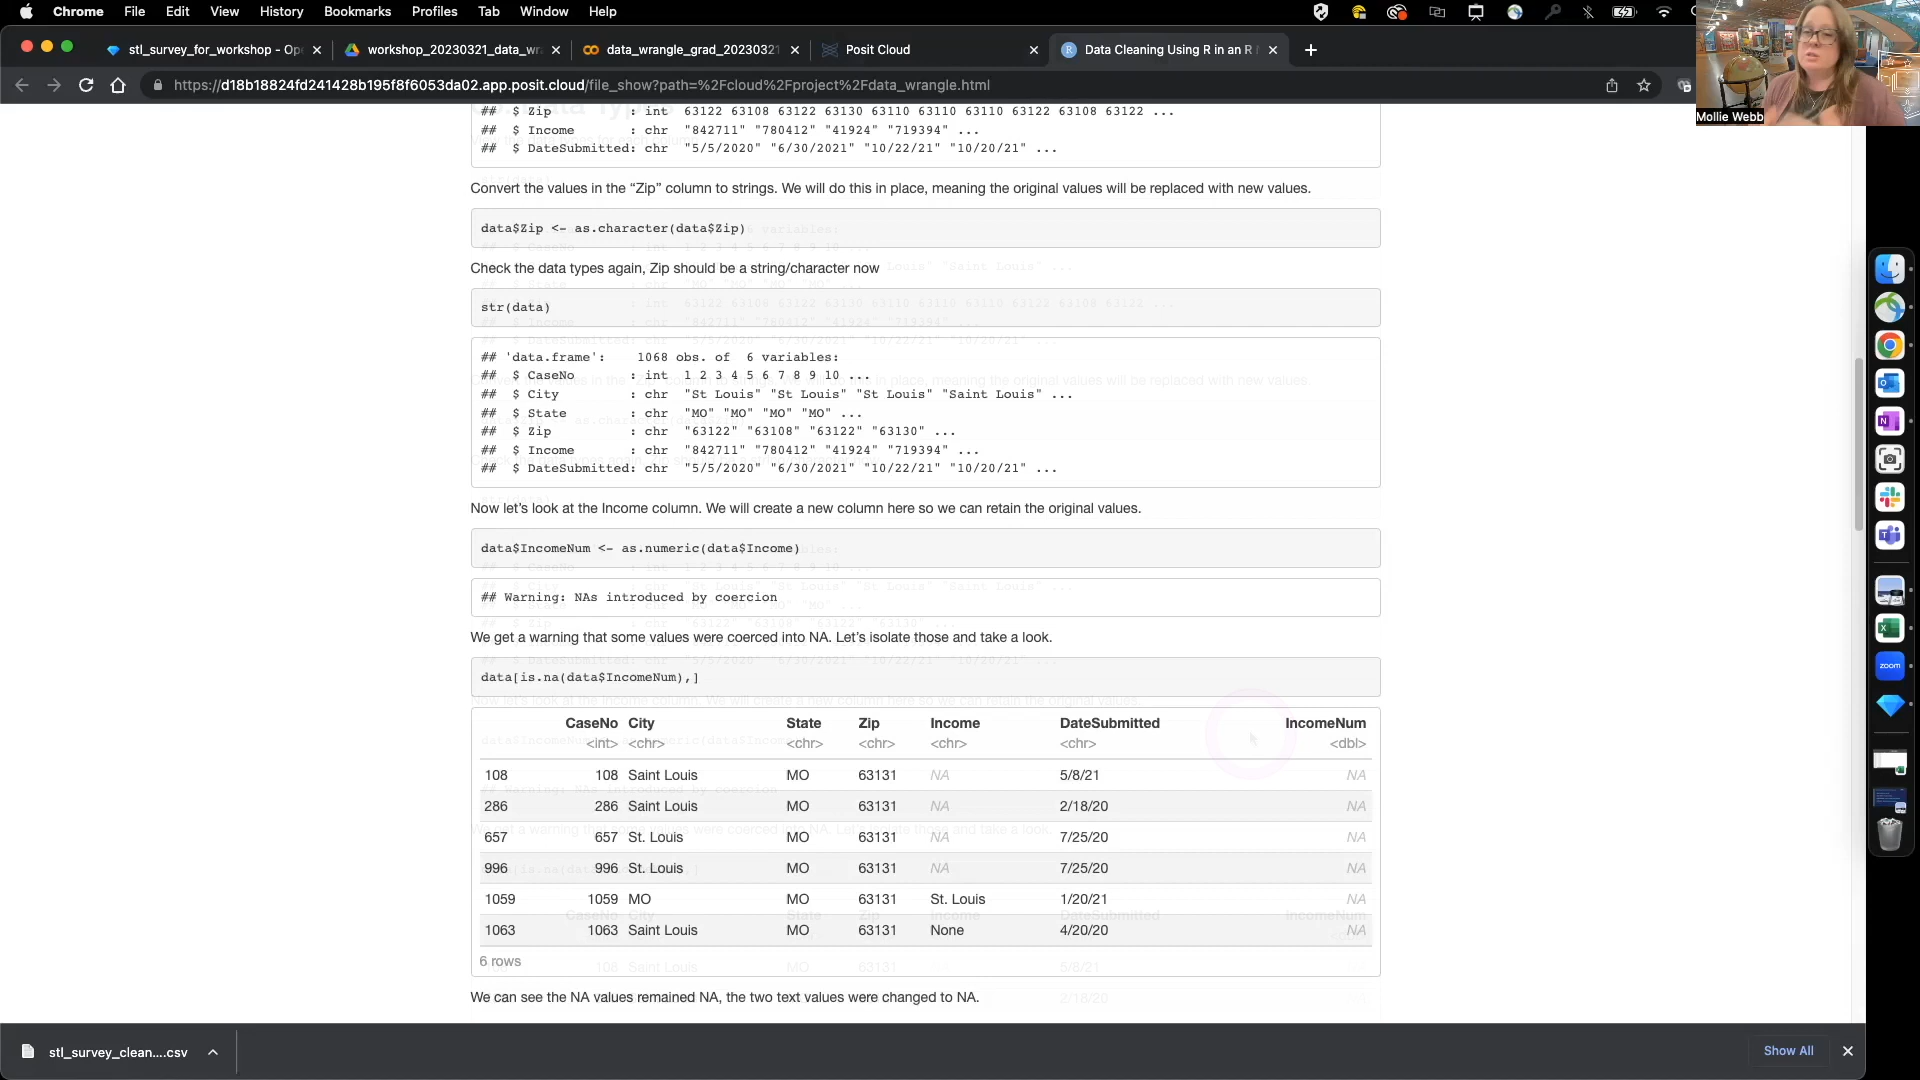 Chrome File Edit View History Bookmarks Profiles Tab Window Help
stl_survey_for_workshop - Ope
workshop_20230321_data_wr
data_wrangle_grad_20230321
Posit Cloud
Data Cleaning Using R in an R
https://d18b18824fd241428b195f8f6053da02.app.posit.cloud/file_show?path=%2Fcloud%2Fproject%2Fdata_wrangle.html
Mollie Webb
## $ Zip : int 63122 63108 63122 63130 63110 63110 63110 63122 63108 63122 ...
## $ Income : chr "842711" "780412" "41924" "719394" ...
## $ DateSubmitted: chr "5/5/2020" "6/30/2021" "10/22/21" "10/20/21" ...
Convert the values in the “Zip” column to strings. We will do this in place, meaning the original values will be replaced with new values.
data$Zip <- as.character(data$Zip)
Check the data types again, Zip should be a string/character now
str(data)
## 'data.frame': 1068 obs. of 6 variables:
## $ CaseNo : int 1 2 3 4 5 6 7 8 9 10 ...
## $ City : chr "St Louis" "St Louis" "St Louis" "Saint Louis" ...
## $ State : chr "MO" "MO" "MO" "MO" ...
## $ Zip : chr "63122" "63108" "63122" "63130" ...
## $ Income : chr "842711" "780412" "41924" "719394" ...
## $ DateSubmitted: chr "5/5/2020" "6/30/2021" "10/22/21" "10/20/21" ...
Now let’s look at the Income column. We will create a new column here so we can retain the original values.
data$IncomeNum <- as.numeric(data$Income)
## Warning: NAs introduced by coercion
We get a warning that some values were coerced into NA. Let’s isolate those and take a look.
data[is.na(data$IncomeNum),]
CaseNo City State Zip Income DateSubmitted IncomeNum
<int> <chr> <chr> <chr> <chr> <chr> <dbl>
108 108 Saint Louis MO 63131 NA 5/8/21 NA
286 286 Saint Louis MO 63131 NA 2/18/20 NA
657 657 St. Louis MO 63131 NA 7/25/20 NA
996 996 St. Louis MO 63131 NA 7/25/20 NA
1059 1059 MO MO 63131 St. Louis 1/20/21 NA
1063 1063 Saint Louis MO 63131 None 4/20/20 NA
6 rows
We can see the NA values remained NA, the two text values were changed to NA.
zoom
stl_survey_clean....csv
Show All